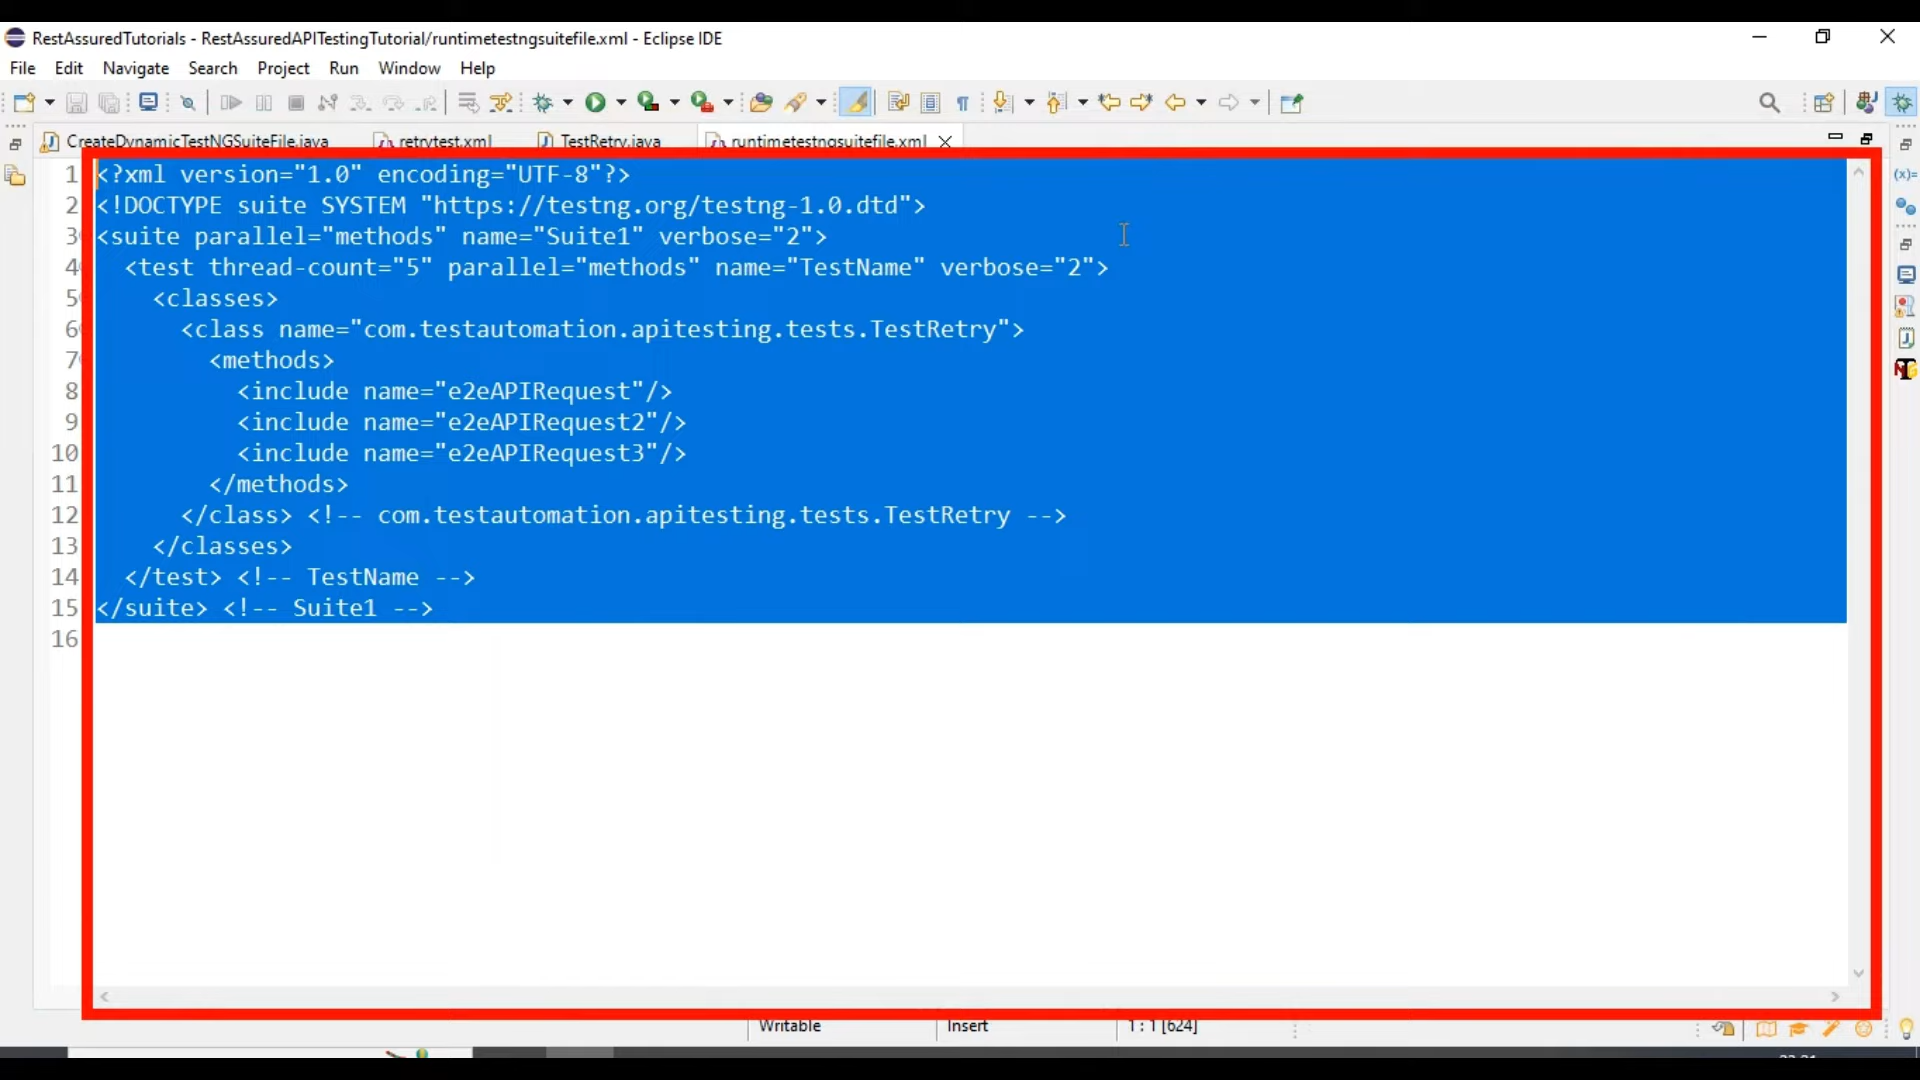 RestAssuredTutorials - RestAssuredAPITestingTutorial/runtimetestngsuitefile.xml - Eclipse IDE
File Edit Navigate Search Project Run Window Help
CreateDynamicTestNGSuiteFile.java retrytest.xml TestRetry.java runtimetestngsuitefile.xml
1 <?xml version="1.0" encoding="UTF-8"?>
2 <!DOCTYPE suite SYSTEM "https://testng.org/testng-1.0.dtd">
3 <suite parallel="methods" name="Suite1" verbose="2">
4 <test thread-count="5" parallel="methods" name="TestName" verbose="2">
5 <classes>
6 <class name="com.testautomation.apitesting.tests.TestRetry">
7 <methods>
8 <include name="e2eAPIRequest"/>
9 <include name="e2eAPIRequest2"/>
10 <include name="e2eAPIRequest3"/>
11 </methods>
12 </class> <!-- com.testautomation.apitesting.tests.TestRetry -->
13 </classes>
14 </test> <!-- TestName -->
15 </suite> <!-- Suite1 -->
16
Writable Insert 1 : 1 [624]